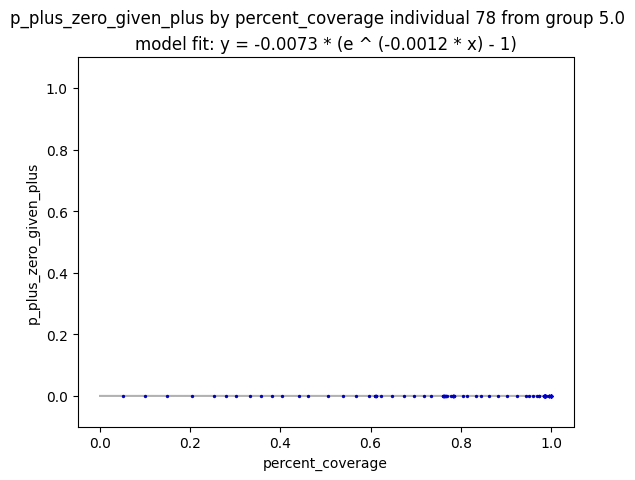 p_plus_zero_given_plus by percent_coverage individual 78 from group 5.0
model fit: y = -0.0073 * (e ^ (-0.0012 * x) - 1)
1.0
0.8
0.6
0.4
0.2
0.0
p_plus_zero_given_plus
0.0 0.2 0.4 0.6 0.8 1.0
percent_coverage